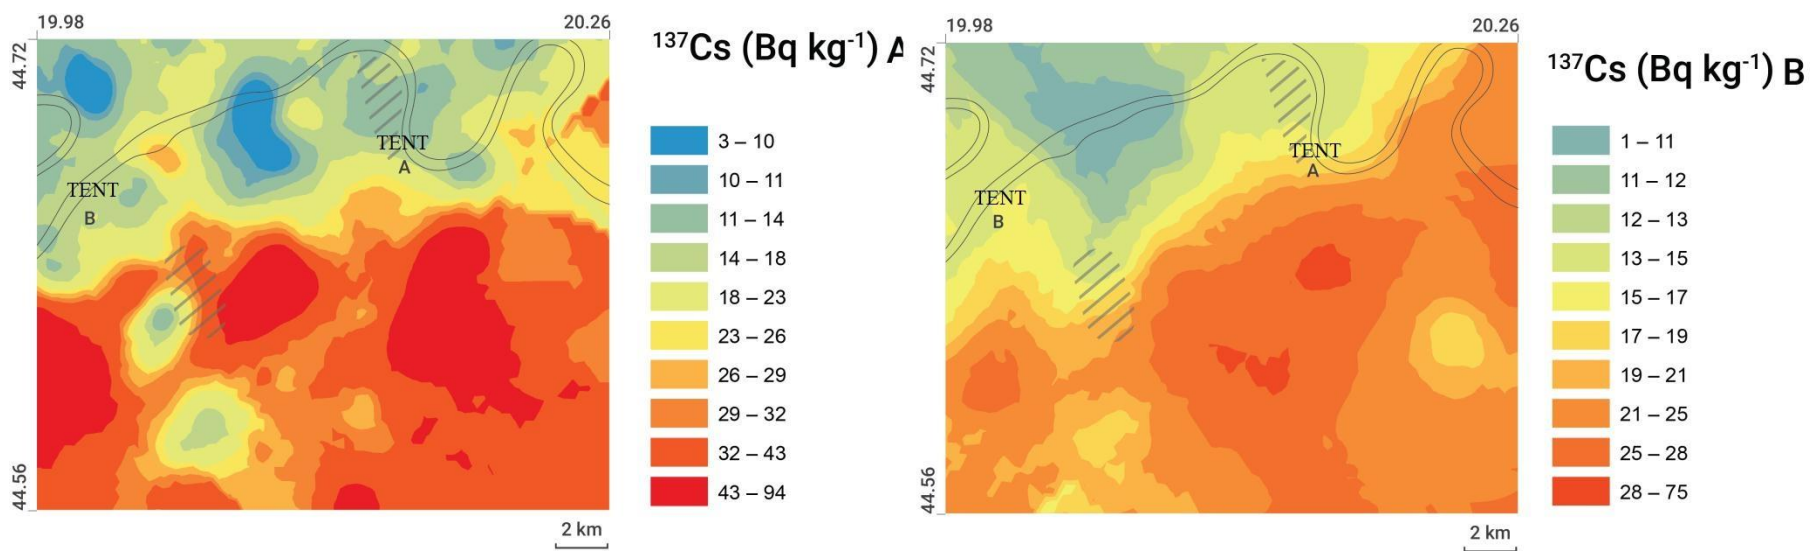 19.98 20.26
44.72
44.56
TENT
A
TENT
B
2 km
¹³⁷Cs (Bq kg⁻¹) A
3 – 10
10 – 11
11 – 14
14 – 18
18 – 23
23 – 26
26 – 29
29 – 32
32 – 43
43 – 94
19.98 20.26
44.72
44.56
TENT
A
TENT
B
2 km
¹³⁷Cs (Bq kg⁻¹) B
1 – 11
11 – 12
12 – 13
13 – 15
15 – 17
17 – 19
19 – 21
21 – 25
25 – 28
28 – 75